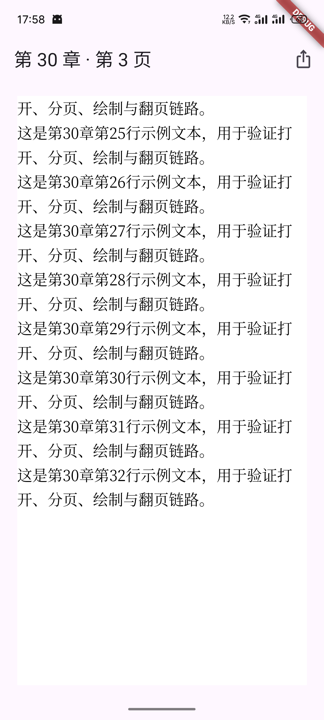 17:58
12.2
KB/S
DEBUG
第 30 章 · 第 3 页
开、分页、绘制与翻页链路。
这是第30章第25行示例文本，用于验证打
开、分页、绘制与翻页链路。
这是第30章第26行示例文本，用于验证打
开、分页、绘制与翻页链路。
这是第30章第27行示例文本，用于验证打
开、分页、绘制与翻页链路。
这是第30章第28行示例文本，用于验证打
开、分页、绘制与翻页链路。
这是第30章第29行示例文本，用于验证打
开、分页、绘制与翻页链路。
这是第30章第30行示例文本，用于验证打
开、分页、绘制与翻页链路。
这是第30章第31行示例文本，用于验证打
开、分页、绘制与翻页链路。
这是第30章第32行示例文本，用于验证打
开、分页、绘制与翻页链路。